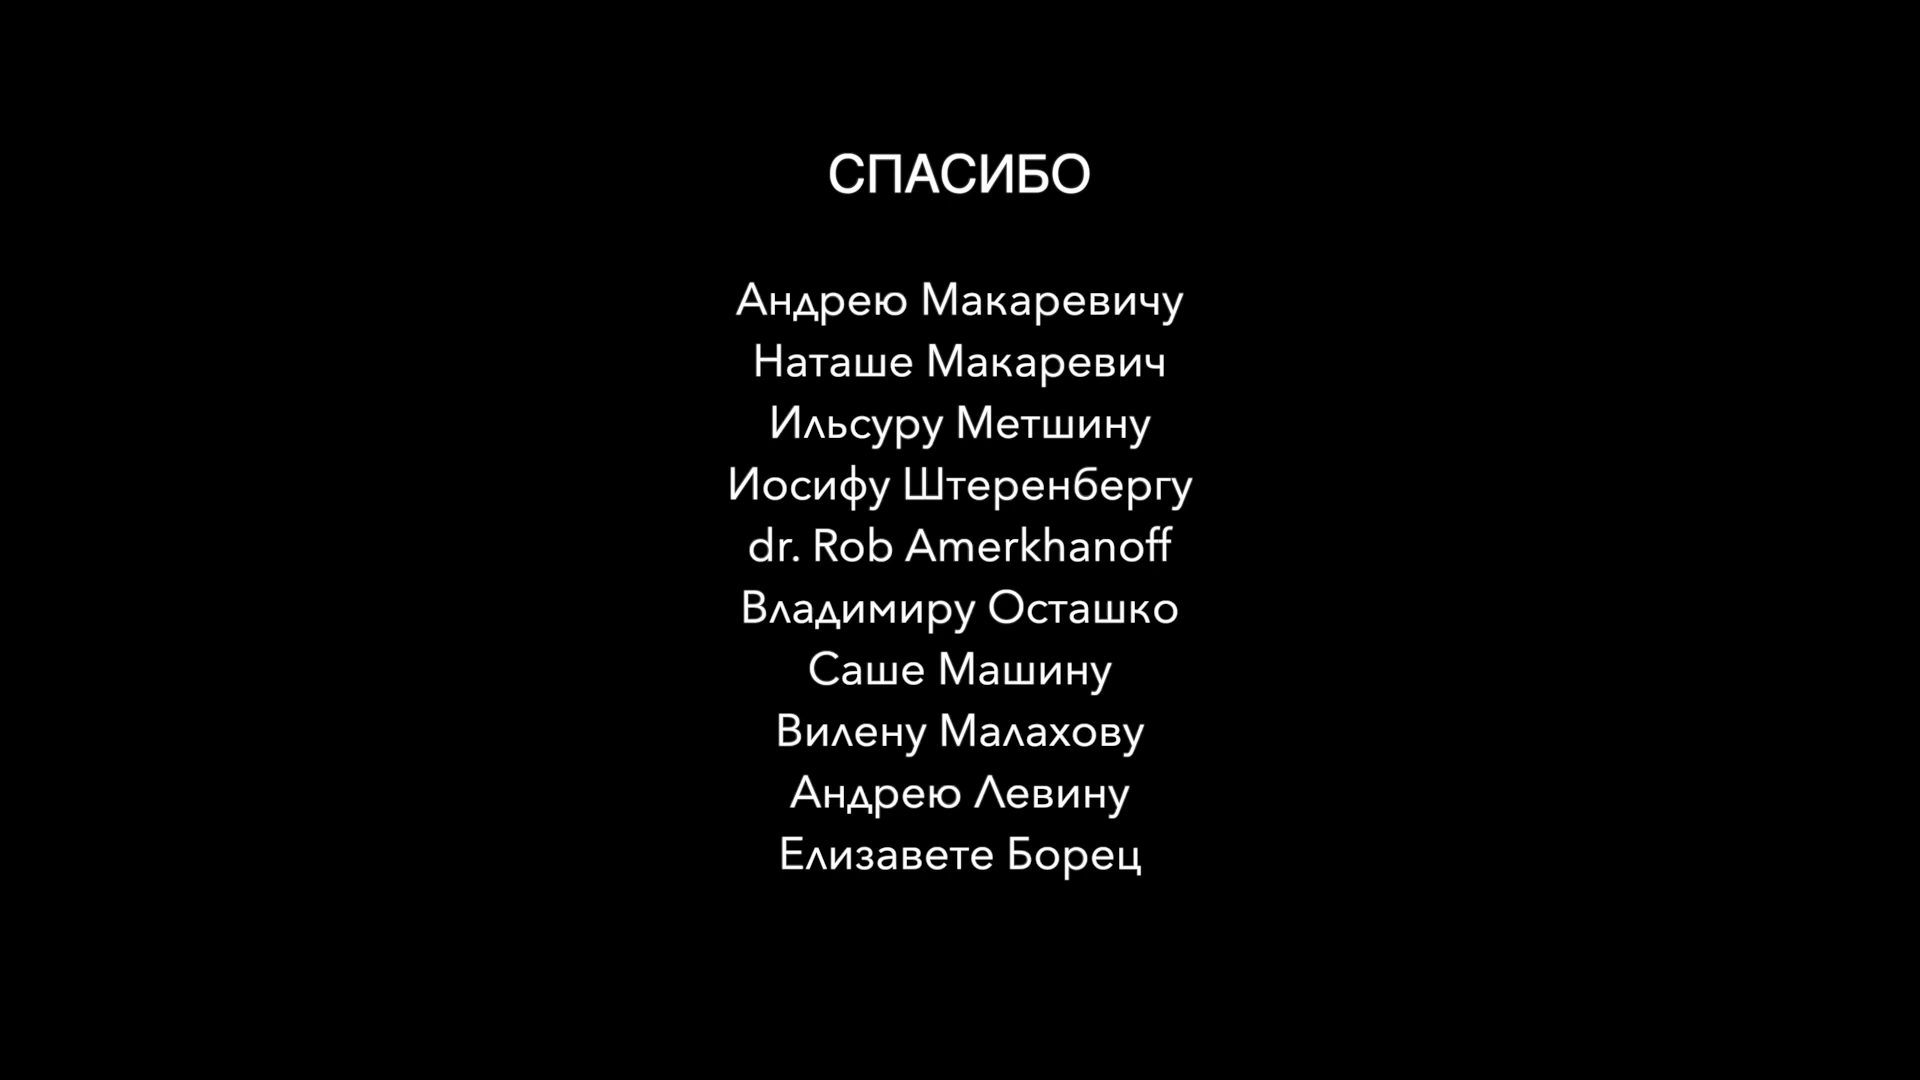 СПАСИБО
Андрею Макаревичу
Наташе Макаревич
Ильсуру Метшину
Иосифу Штеренбергу
dr. Rob Amerkhanoff
Владимиру Осташко
Саше Машину
Вилену Малахову
Андрею Левину
Елизавете Борец